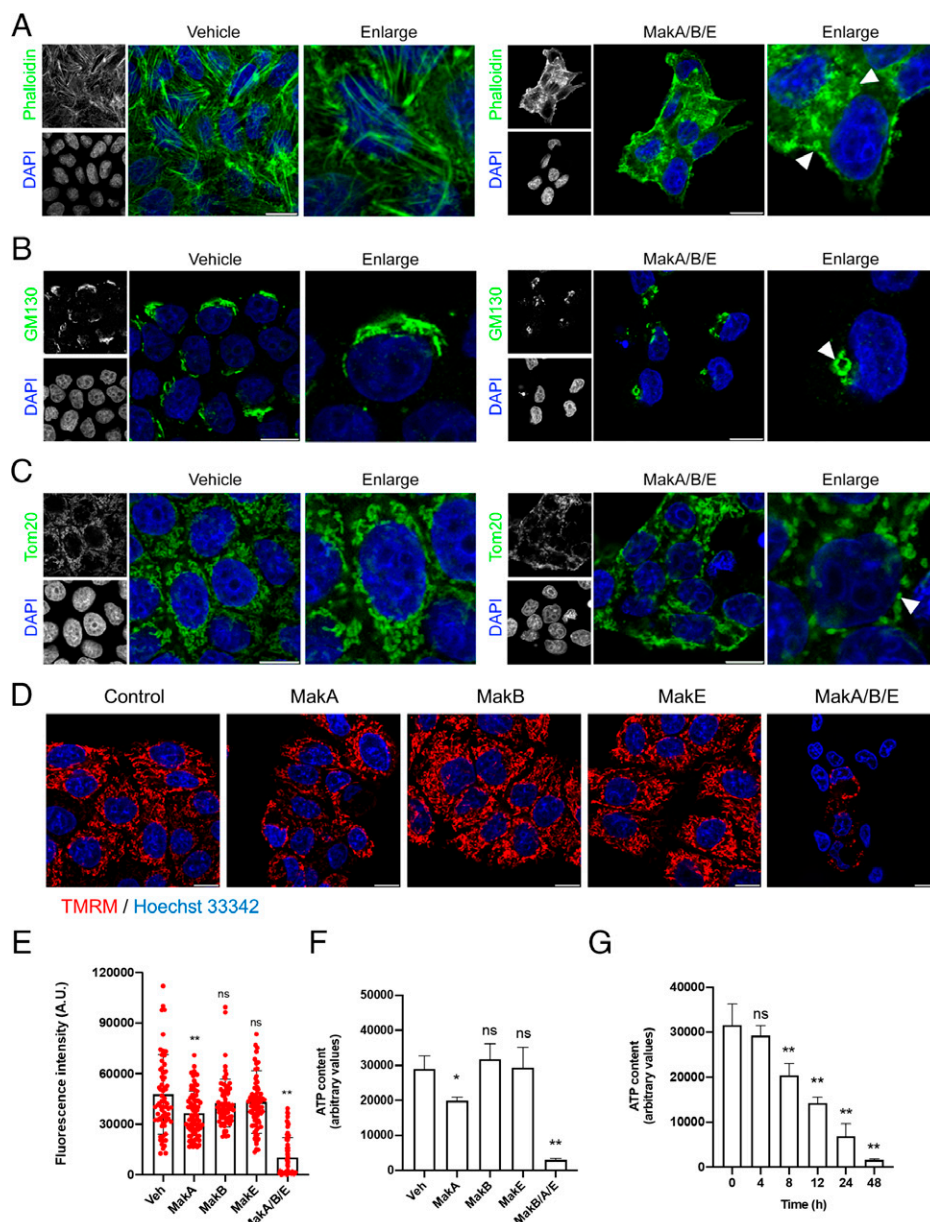 A
Vehicle
Enlarge
MakA/B/E
Enlarge
Phalloidin
DAPI
Phalloidin
DAPI
B
Vehicle
Enlarge
MakA/B/E
Enlarge
GM130
DAPI
GM130
DAPI
C
Vehicle
Enlarge
MakA/B/E
Enlarge
Tom20
DAPI
Tom20
DAPI
D
Control
MakA
MakB
MakE
MakA/B/E
TMRM / Hoechst 33342
E
Fluorescence intensity (A.U.)
120000
90000
60000
30000
0
**
ns
ns
**
Veh
MakA
MakB
MakE
MakA/B/E
F
ATP content
(arbitrary values)
50000
40000
30000
20000
10000
0
*
ns
ns
**
Veh
MakA
MakB
MakE
MakB/A/E
G
ATP content
(arbitrary values)
40000
30000
20000
10000
0
ns
**
**
**
**
0 4 8 12 24 48
Time (h)